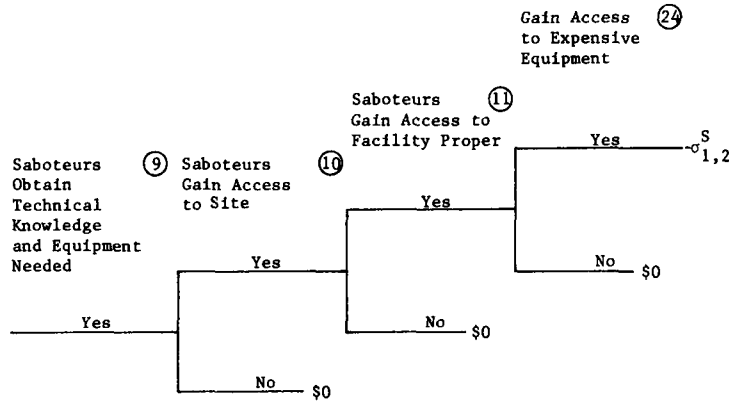 Gain Access 24
to Expensive
Equipment
Saboteurs 11
Gain Access to
Facility Proper
Yes -σ^S_{1,2}
Saboteurs 9
Obtain
Technical
Knowledge
and Equipment
Needed
Saboteurs 10
Gain Access
to Site
Yes
No $0
Yes
No $0
Yes
No $0